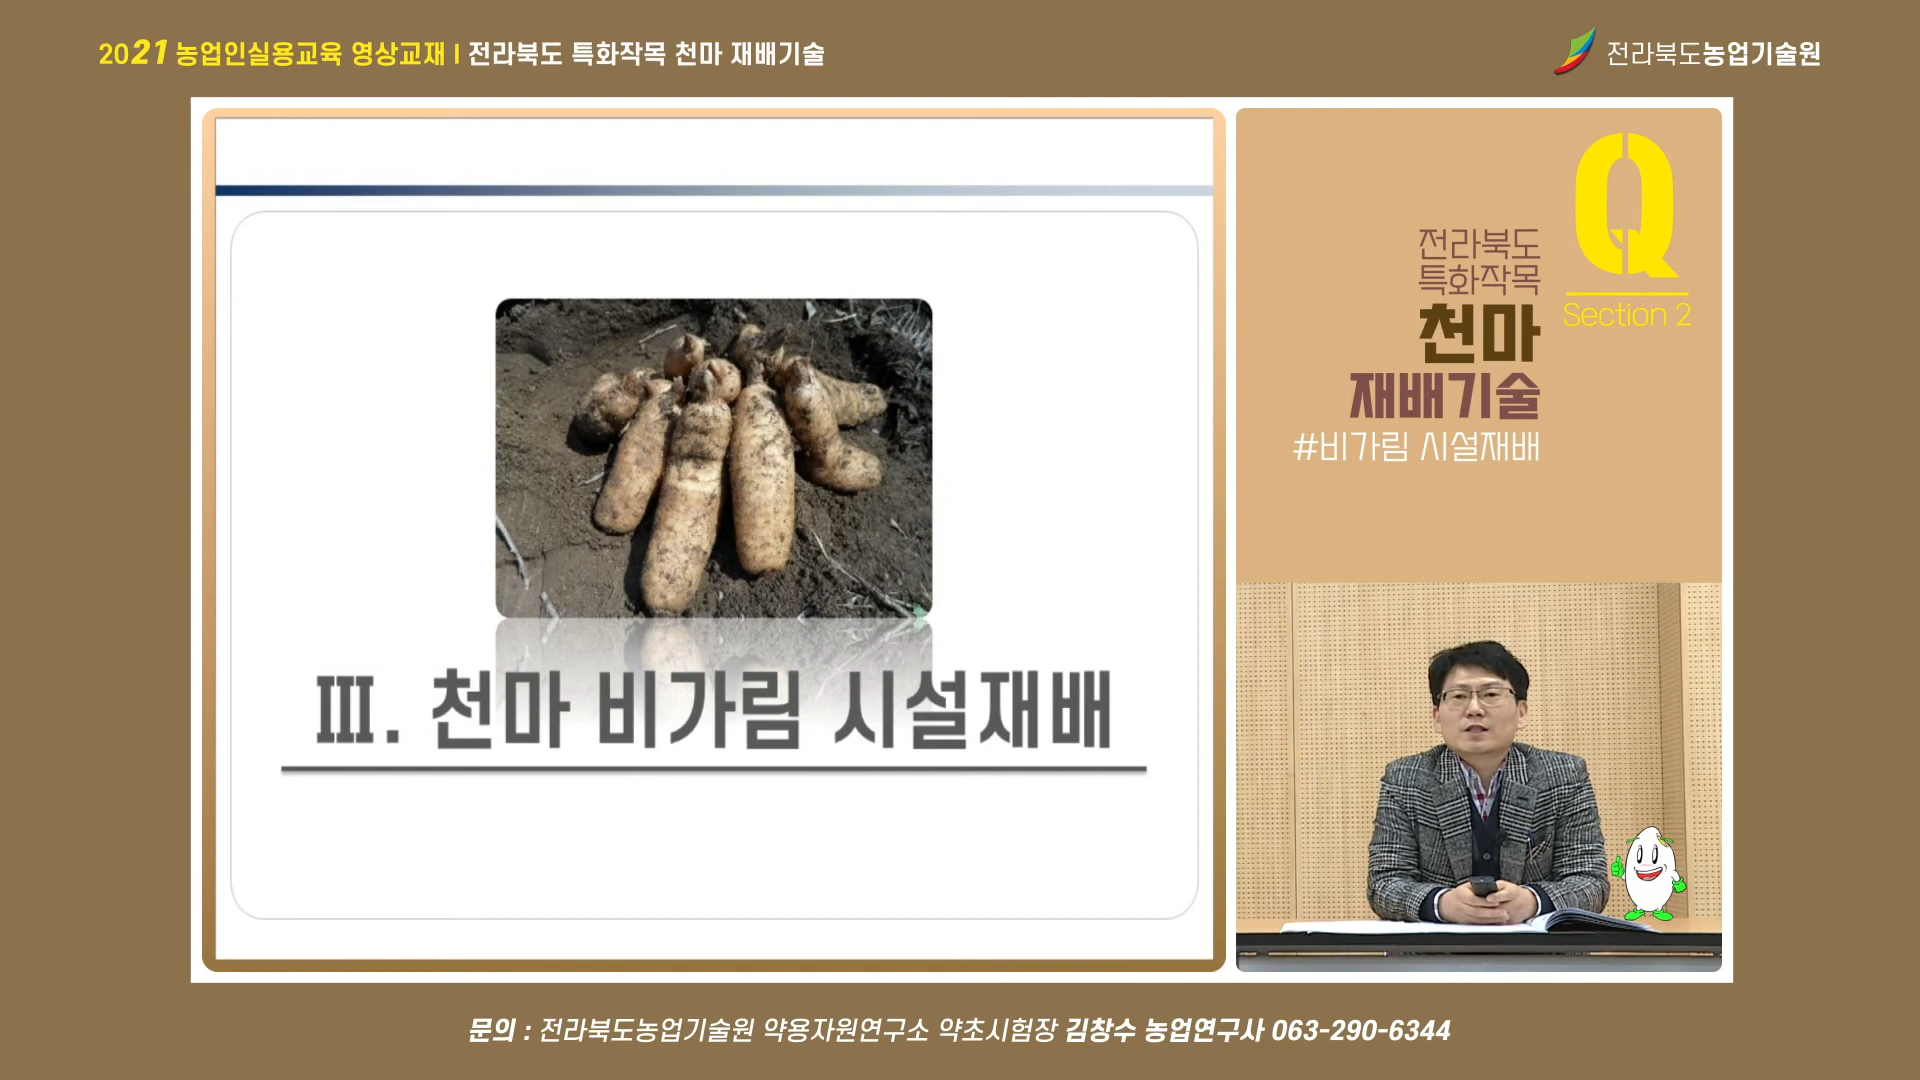 2021 농업인실용교육 영상교재 I 전라북도 특화작목 천마 재배기술
전라북도농업기술원
Ⅲ. 천마 비가림 시설재배
Q
Section 2
전라북도
특화작목
천마
재배기술
#비가림 시설재배
문의 : 전라북도농업기술원 약용자원연구소 약초시험장 김창수 농업연구사 063-290-6344